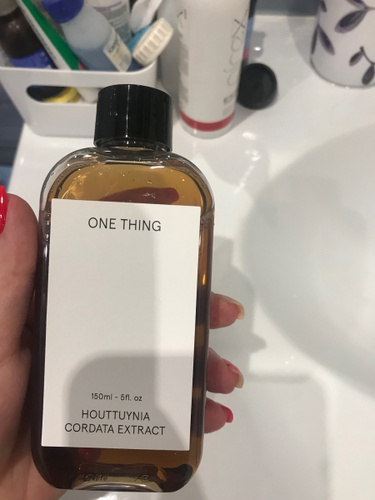 ONE THING
150ml - 5fl. oz
HOUTTUYNIA
CORDATA EXTRACT